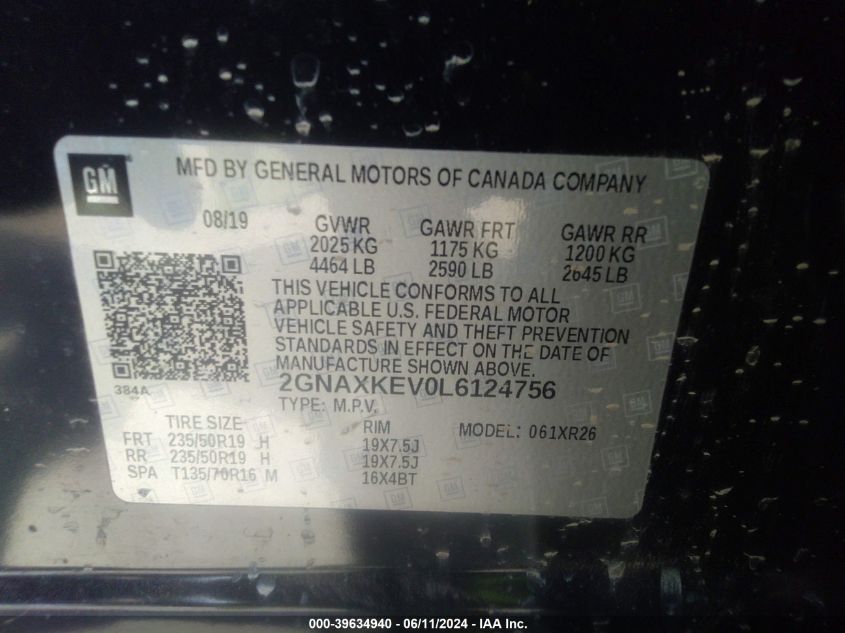 GM
MFD BY GENERAL MOTORS OF CANADA COMPANY
08/19 GVWR GAWR FRT GAWR RR
2025 KG 1175 KG 1200 KG
4464 LB 2590 LB 2645 LB
THIS VEHICLE CONFORMS TO ALL
APPLICABLE U.S. FEDERAL MOTOR
VEHICLE SAFETY AND THEFT PREVENTION
STANDARDS IN EFFECT ON THE DATE OF
MANUFACTURE SHOWN ABOVE.
384A 2GNAXKEV0L6124756
TYPE: M.P.V.
TIRE SIZE RIM MODEL: 061XR26
FRT 235/50R19 H 19X7.5J
RR 235/50R19 H 19X7.5J
SPA T135/70R16 M 16X4BT
000-39634940 - 06/11/2024 - IAA Inc.